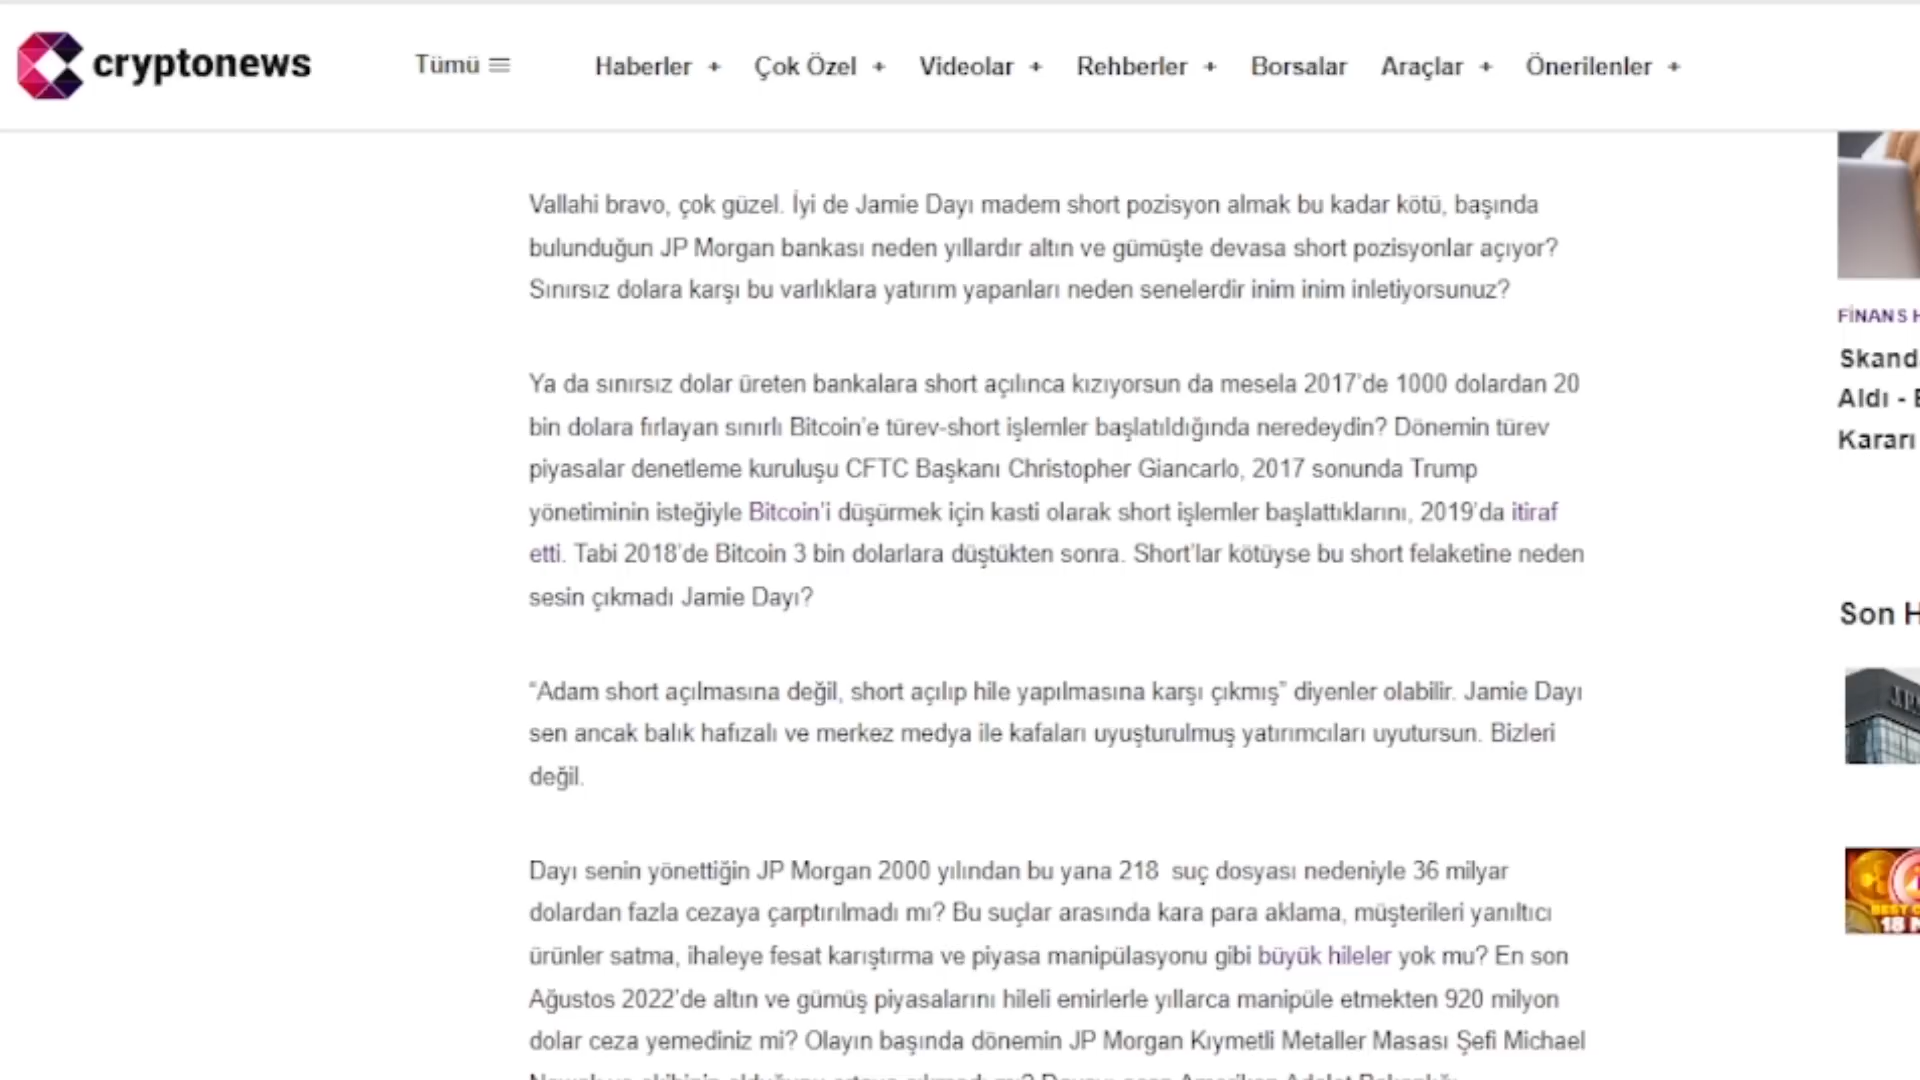 cryptonews
Tümü
Haberler +
Çok Özel +
Videolar +
Rehberler +
Borsalar
Araçlar +
Önerilenler +
Vallahi bravo, çok güzel. İyi de Jamie Dayı madem short pozisyon almak bu kadar kötü, başında
bulunduğun JP Morgan bankası neden yıllardır altın ve gümüşte devasa short pozisyonlar açıyor?
Sınırsız dolara karşı bu varlıklara yatırım yapanları neden senelerdir inim inim inletiyorsunuz?
Ya da sınırsız dolar üreten bankalara short açılınca kızıyorsun da mesela 2017'de 1000 dolardan 20
bin dolara fırlayan sınırlı Bitcoin'e türev-short işlemler başlatıldığında neredeydin? Dönemin türev
piyasalar denetleme kuruluşu CFTC Başkanı Christopher Giancarlo, 2017 sonunda Trump
yönetiminin isteğiyle Bitcoin'i düşürmek için kasti olarak short işlemler başlattıklarını, 2019'da itiraf
etti. Tabi 2018'de Bitcoin 3 bin dolarlara düştükten sonra. Short'lar kötüyse bu short felaketine neden
sesin çıkmadı Jamie Dayı?
“Adam short açılmasına değil, short açılıp hile yapılmasına karşı çıkmış” diyenler olabilir. Jamie Dayı
sen ancak balık hafızalı ve merkez medya ile kafaları uyuşturulmuş yatırımcıları uyutursun. Bizleri
değil.
Dayı senin yönettiğin JP Morgan 2000 yılından bu yana 218 suç dosyası nedeniyle 36 milyar
dolardan fazla cezaya çarptırılmadı mı? Bu suçlar arasında kara para aklama, müşterileri yanıltıcı
ürünler satma, ihaleye fesat karıştırma ve piyasa manipülasyonu gibi büyük hileler yok mu? En son
Ağustos 2022'de altın ve gümüş piyasalarını hileli emirlerle yıllarca manipüle etmekten 920 milyon
dolar ceza yemediniz mi? Olayın başında dönemin JP Morgan Kıymetli Metaller Masası Şefi Michael
FİNANS
Skand
Aldı -
Kararı
Son H